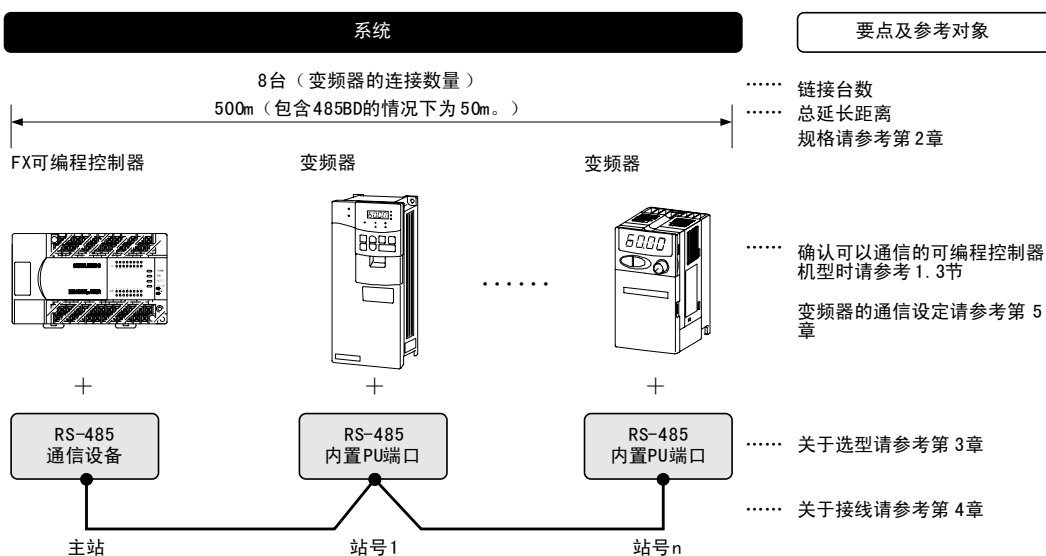 系统
要点及参考对象
8台（变频器的连接数量）
500m（包含485BD的情况下为50m。）
…… 链接台数
…… 总延长距离
规格请参考第2章
FX可编程控制器
变频器
变频器
60.00
……
…… 确认可以通信的可编程控制器
机型时请参考1.3节
变频器的通信设定请参考第5
章
+
+
+
RS-485
通信设备
RS-485
内置PU端口
RS-485
内置PU端口
…… 关于选型请参考第3章
…… 关于接线请参考第4章
主站
站号1
站号n